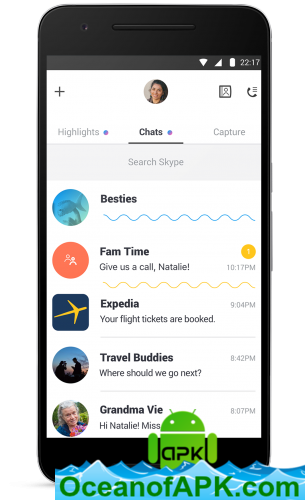 22:17
Highlights
Chats
Capture
Search Skype
Besties
Fam Time
1
Give us a call, Natalie!
10:17PM
Expedia
9:04PM
Your flight tickets are booked.
Travel Buddies
8:42PM
Where should we go next?
Grandma Vie
8:07PM
Hi Natalie! Miss
apk
OceanofAPK.com